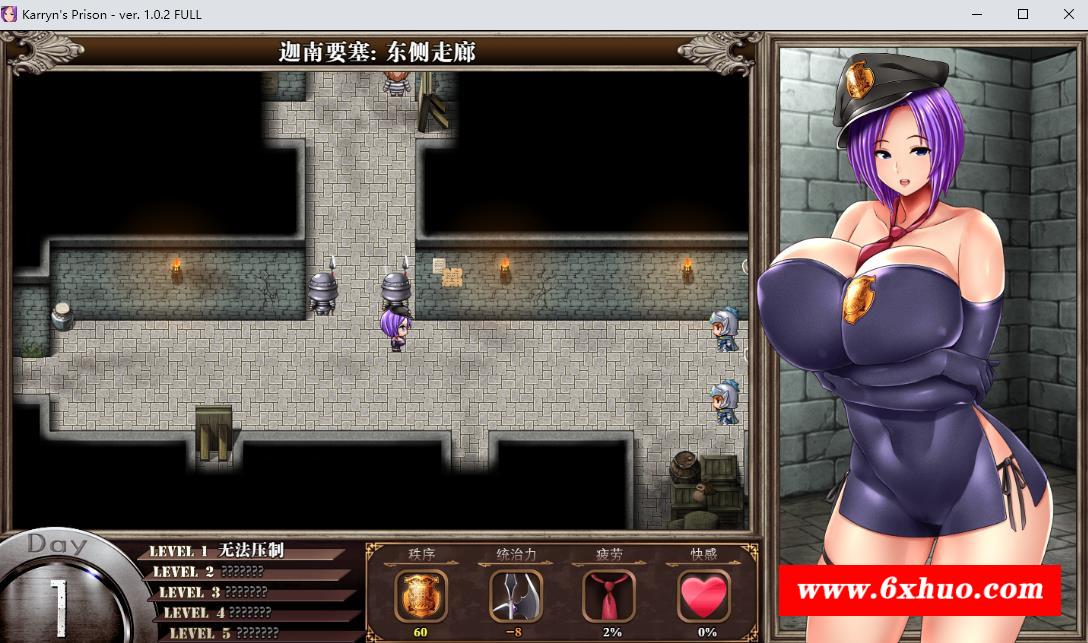 Karryn's Prison - ver. 1.0.2 FULL
迦南要塞: 东侧走廊
Day
1
LEVEL 1 无法压制
LEVEL 2 ???????
LEVEL 3 ???????
LEVEL 4 ???????
LEVEL 5 ???????
秩序 统治力 疲劳 快感
60 -8 2% 0%
www.6xhuo.com